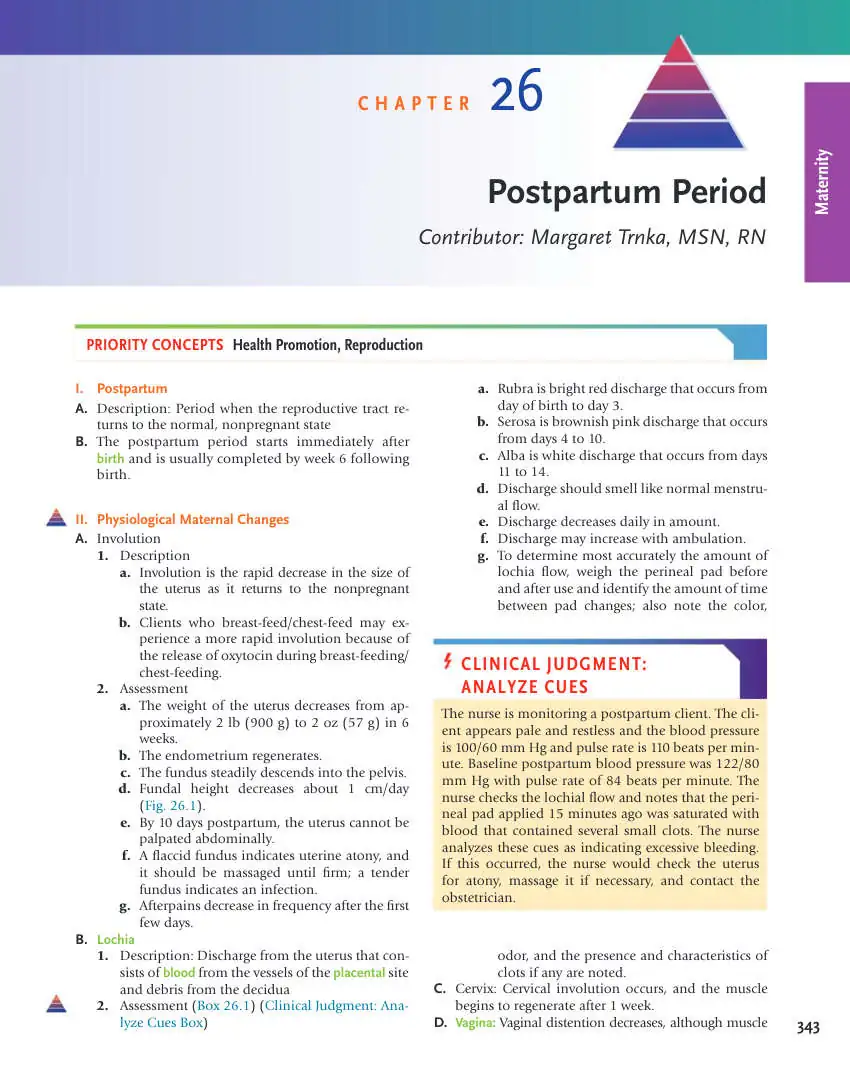 CHAPTER 26
Maternity
Postpartum Period
Contributor: Margaret Trnka, MSN, RN
PRIORITY CONCEPTS Health Promotion, Reproduction
I. Postpartum
A. Description: Period when the reproductive tract re-
turns to the normal, nonpregnant state
B. The postpartum period starts immediately after
birth and is usually completed by week 6 following
birth.
II. Physiological Maternal Changes
A. Involution
1. Description
a. Involution is the rapid decrease in the size of
the uterus as it returns to the nonpregnant
state.
b. Clients who breast-feed/chest-feed may ex-
perience a more rapid involution because of
the release of oxytocin during breast-feeding/
chest-feeding.
2. Assessment
a. The weight of the uterus decreases from ap-
proximately 2 lb (900 g) to 2 oz (57 g) in 6
weeks.
b. The endometrium regenerates.
c. The fundus steadily descends into the pelvis.
d. Fundal height decreases about 1 cm/day
(Fig. 26.1).
e. By 10 days postpartum, the uterus cannot be
palpated abdominally.
f. A flaccid fundus indicates uterine atony, and
it should be massaged until firm; a tender
fundus indicates an infection.
g. Afterpains decrease in frequency after the first
few days.
B. Lochia
1. Description: Discharge from the uterus that con-
sists of blood from the vessels of the placental site
and debris from the decidua
2. Assessment (Box 26.1) (Clinical Judgment: Ana-
lyze Cues Box)
a. Rubra is bright red discharge that occurs from
day of birth to day 3.
b. Serosa is brownish pink discharge that occurs
from days 4 to 10.
c. Alba is white discharge that occurs from days
11 to 14.
d. Discharge should smell like normal menstru-
al flow.
e. Discharge decreases daily in amount.
f. Discharge may increase with ambulation.
g. To determine most accurately the amount of
lochia flow, weigh the perineal pad before
and after use and identify the amount of time
between pad changes; also note the color,
CLINICAL JUDGMENT:
ANALYZE CUES
The nurse is monitoring a postpartum client. The cli-
ent appears pale and restless and the blood pressure
is 100/60 mm Hg and pulse rate is 110 beats per min-
ute. Baseline postpartum blood pressure was 122/80
mm Hg with pulse rate of 84 beats per minute. The
nurse checks the lochial flow and notes that the peri-
neal pad applied 15 minutes ago was saturated with
blood that contained several small clots. The nurse
analyzes these cues as indicating excessive bleeding.
If this occurred, the nurse would check the uterus
for atony, massage it if necessary, and contact the
obstetrician.
odor, and the presence and characteristics of
clots if any are noted.
C. Cervix: Cervical involution occurs, and the muscle
begins to regenerate after 1 week.
D. Vagina: Vaginal distention decreases, although muscle
343